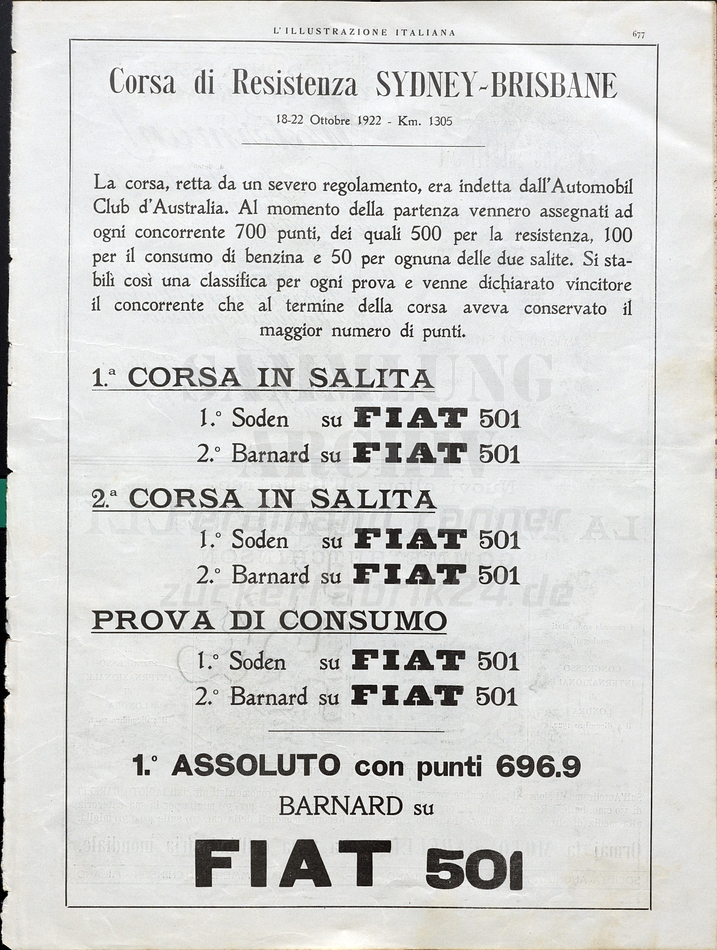 L'ILLUSTRAZIONE ITALIANA
677
Corsa di Resistenza SYDNEY-BRISBANE
18-22 Ottobre 1922 - Km. 1305
La corsa, retta da un severo regolamento, era indetta dall'Automobil
Club d'Australia. Al momento della partenza vennero assegnati ad
ogni concorrente 700 punti, dei quali 500 per la resistenza, 100
per il consumo di benzina e 50 per ognuna delle due salite. Si sta-
bilì così una classifica per ogni prova e venne dichiarato vincitore
il concorrente che al termine della corsa aveva conservato il
maggior numero di punti.
1.ª CORSA IN SALITA
1.° Soden su FIAT 501
2.° Barnard su FIAT 501
2.ª CORSA IN SALITA
1.° Soden su FIAT 501
2.° Barnard su FIAT 501
PROVA DI CONSUMO
1.° Soden su FIAT 501
2.° Barnard su FIAT 501
1.° ASSOLUTO con punti 696.9
BARNARD su
FIAT 501
SAMMLUNG
ARCHIV
Ferdinand Lanner
zuckerfabrik24.de